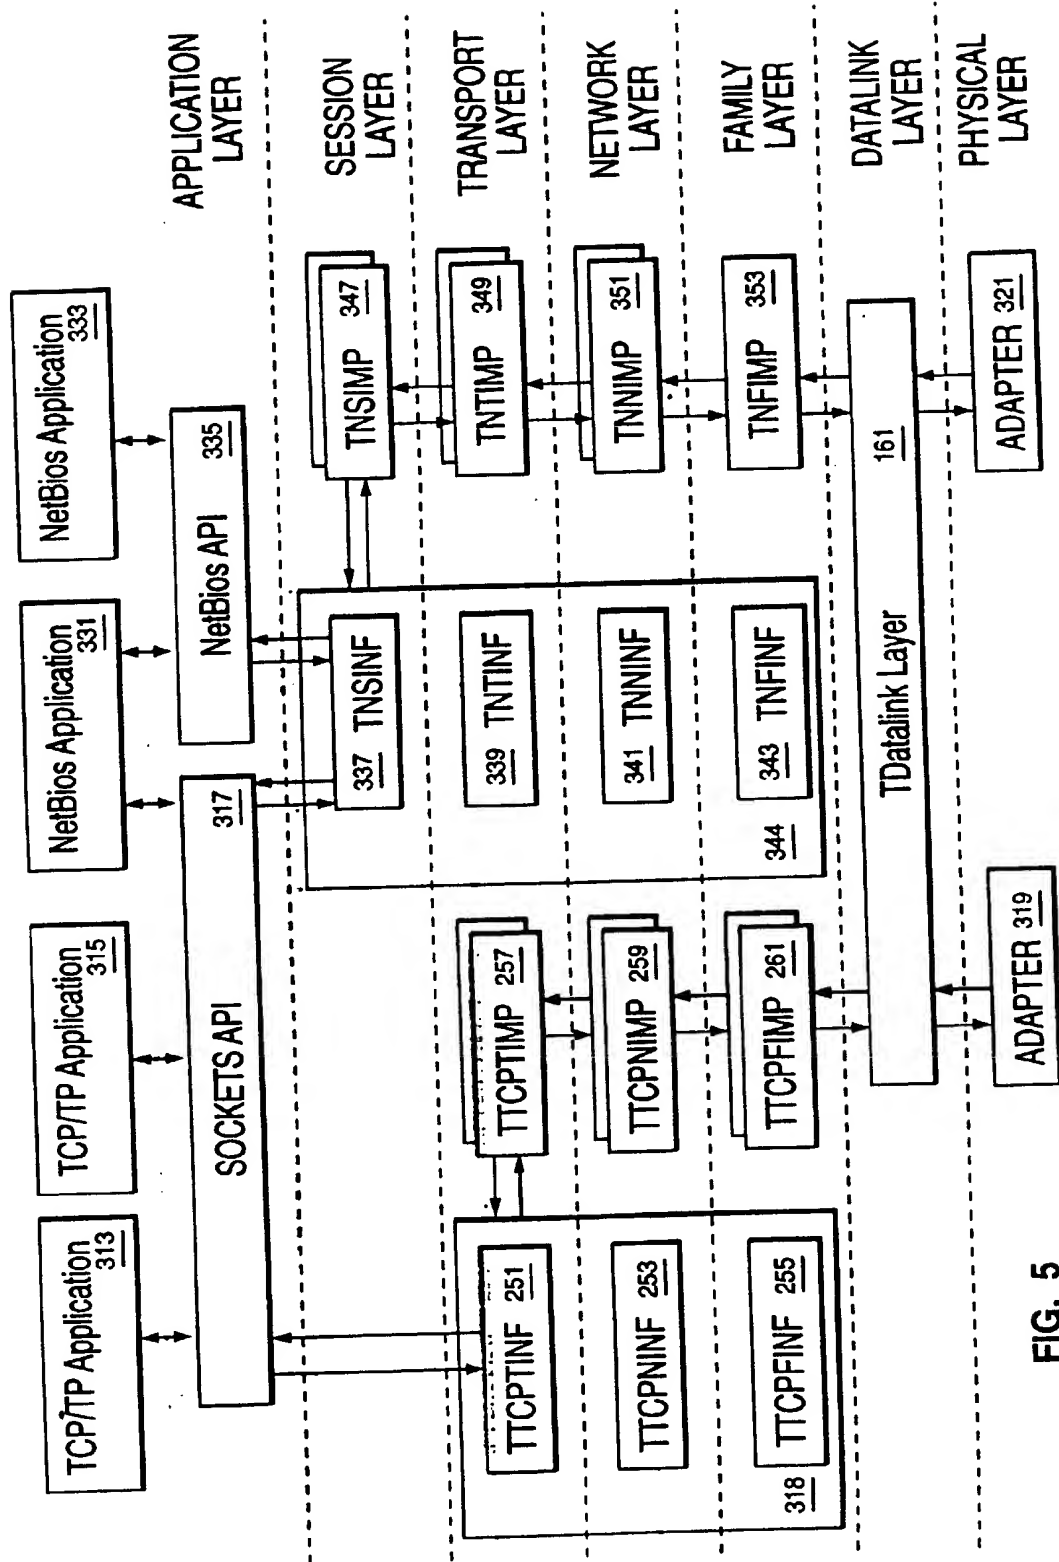 TCP/TP Application
313
TCP/TP Application
315
NetBios Application
331
NetBios Application
333
APPLICATION
LAYER
SOCKETS API
317
NetBios API
335
SESSION
LAYER
337
TNSINF
TNSIMP
347
TRANSPORT
LAYER
TTCPTINF
251
TTCPTIMP
257
339
TNTINF
TNTIMP
349
NETWORK
LAYER
TTCPNINF
253
TTCPNIMP
259
341
TNNINF
TNNIMP
351
FAMILY
LAYER
318
TTCPFINF
255
TTCPFIMP
261
344
343
TNFINF
TNFIMP
353
DATALINK
LAYER
TDatalink Layer
161
PHYSICAL
LAYER
ADAPTER 319
ADAPTER 321
FIG. 5